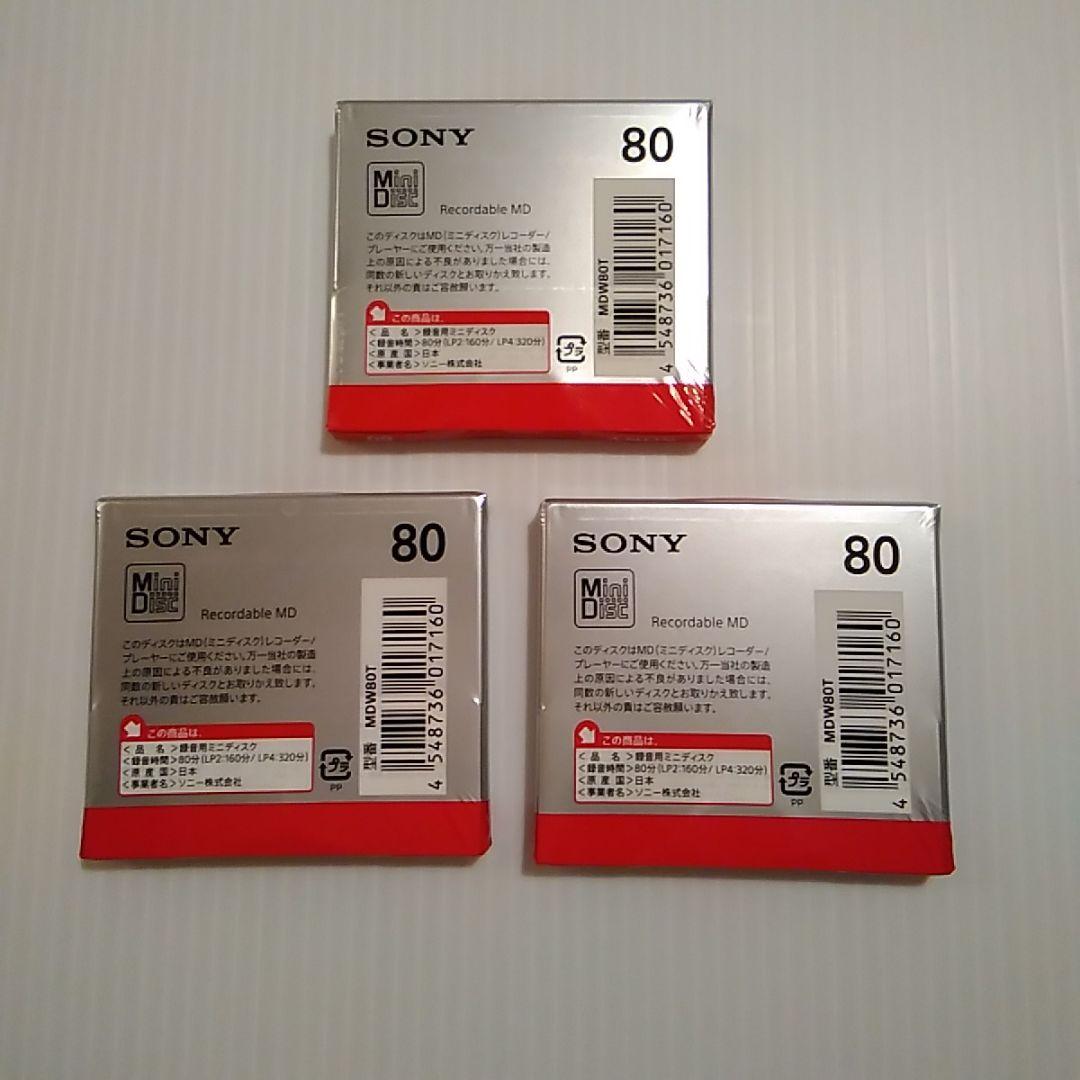 SONY
80
Mini
Disc
Recordable MD
このディスクはMD(ミニディスク)レコーダー/
プレーヤーにご使用ください。万一当社の製造
上の原因による不良がありました場合には、
同数の新しいディスクとお取りかえ致します。
それ以外の責はご容赦願います。
この商品は、
<品 名>録音用ミニディスク
<録音時間>80分(LP2:160分/ LP4:320分)
<原 産 国>日本
<事業者名>ソニー株式会社
プラ
PP
型番 MDW80T
4 548736 017160
SONY
80
Mini
Disc
Recordable MD
このディスクはMD(ミニディスク)レコーダー/
プレーヤーにご使用ください。万一当社の製造
上の原因による不良がありました場合には、
同数の新しいディスクとお取りかえ致します。
それ以外の責はご容赦願います。
この商品は、
<品 名>録音用ミニディスク
<録音時間>80分(LP2:160分/ LP4:320分)
<原 産 国>日本
<事業者名>ソニー株式会社
プラ
PP
型番 MDW80T
4 548736 017160
SONY
80
Mini
Disc
Recordable MD
このディスクはMD(ミニディスク)レコーダー/
プレーヤーにご使用ください。万一当社の製造
上の原因による不良がありました場合には、
同数の新しいディスクとお取りかえ致します。
それ以外の責はご容赦願います。
この商品は、
<品 名>録音用ミニディスク
<録音時間>80分(LP2:160分/ LP4:320分)
<原 産 国>日本
<事業者名>ソニー株式会社
プラ
PP
型番 MDW80T
4 548736 017160